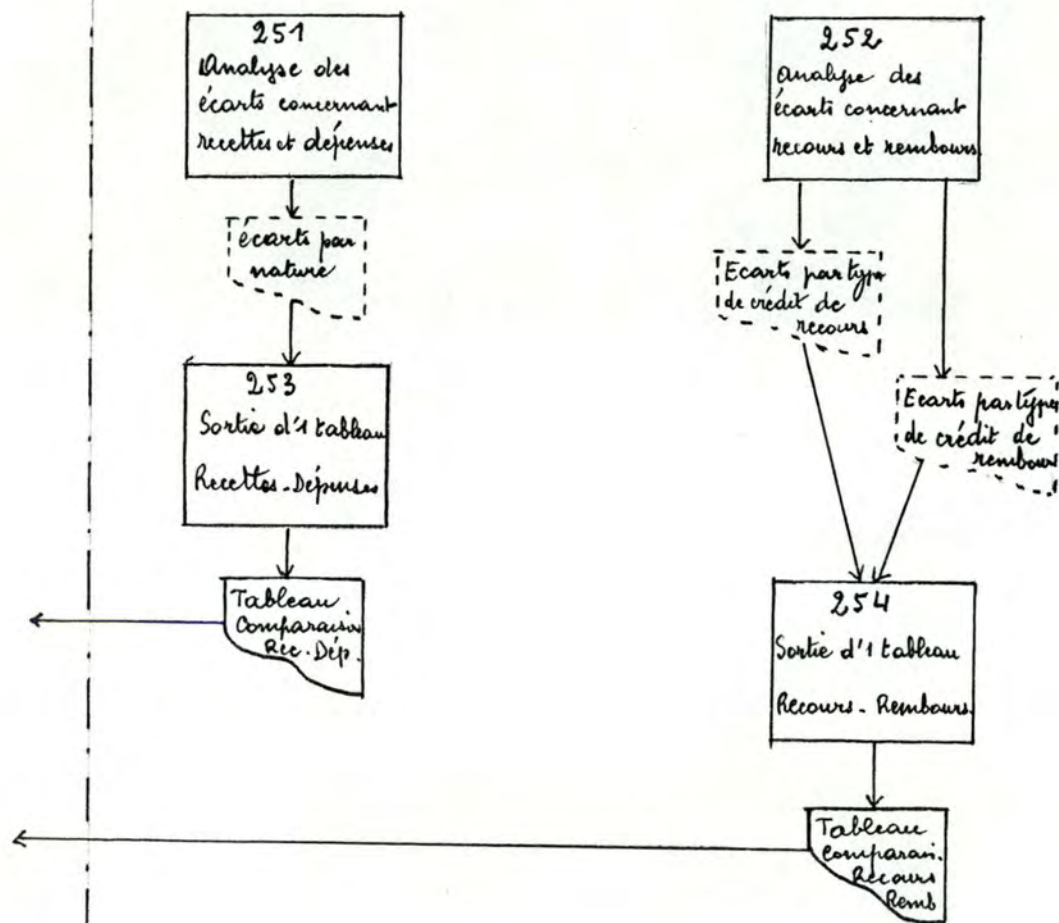 251
Analyse des
écarts concernant
recettes et dépenses
écarts par
nature
253
Sortie d'1 tableau
Recettes - Dépenses
Tableau
Comparaison
Rec. Dép.
252
Analyse des
écarts concernant
recours et rembours.
Ecarts par type
de crédit de
recours
Ecarts par types
de crédit de
rembours
254
Sortie d'1 tableau
Recours - Rembours.
Tableau
Comparai.
Recours
Remb